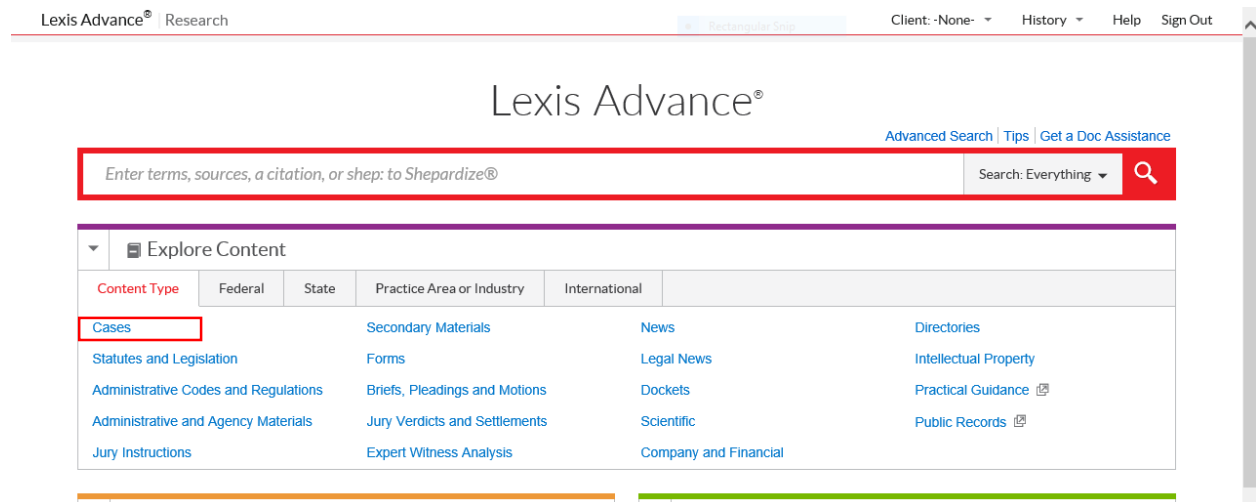 Lexis Advance® Research Client: -None- History Help Sign Out
Rectangular Snip
Lexis Advance®
Advanced Search Tips Get a Doc Assistance
Enter terms, sources, a citation, or shep: to Shepardize® Search: Everything
Explore Content
Content Type Federal State Practice Area or Industry International
Cases Secondary Materials News Directories
Statutes and Legislation Forms Legal News Intellectual Property
Administrative Codes and Regulations Briefs, Pleadings and Motions Dockets Practical Guidance
Administrative and Agency Materials Jury Verdicts and Settlements Scientific Public Records
Jury Instructions Expert Witness Analysis Company and Financial